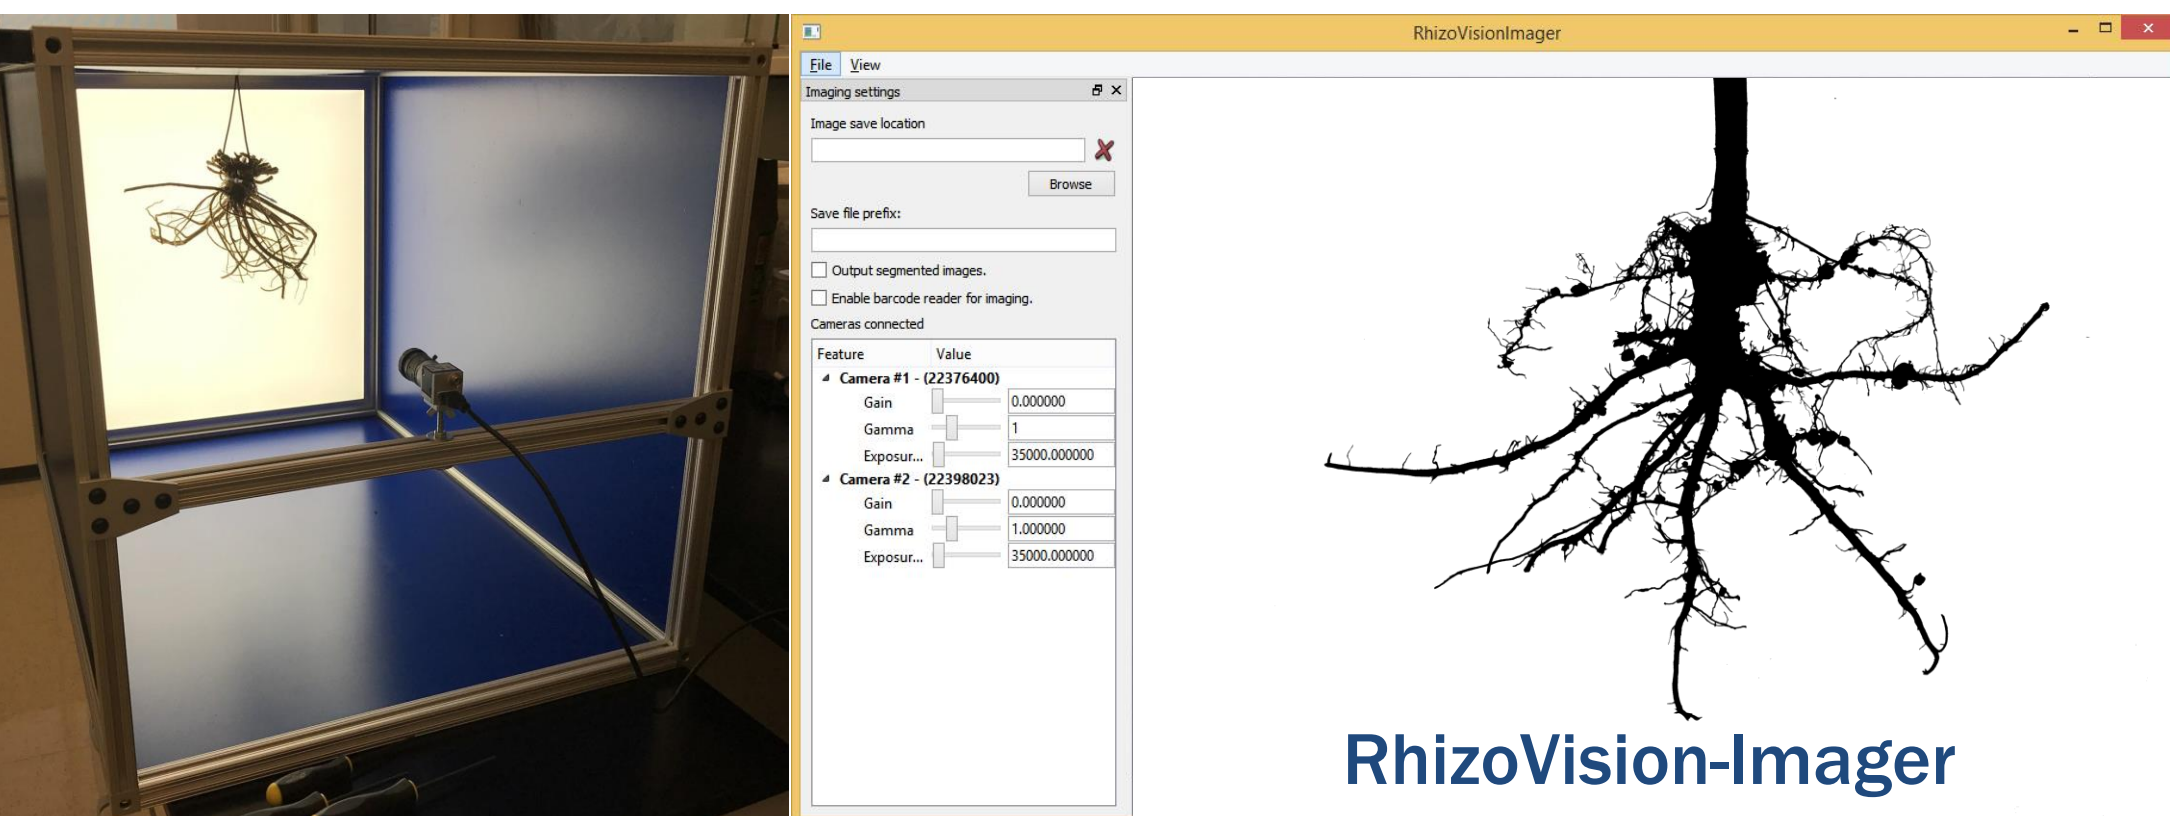 RhizoVisionImager
File View
Imaging settings
Image save location
Browse
Save file prefix:
Output segmented images.
Enable barcode reader for imaging.
Cameras connected
Feature Value
Camera #1 - (22376400)
Gain 0.000000
Gamma 1
Exposur... 35000.000000
Camera #2 - (22398023)
Gain 0.000000
Gamma 1.000000
Exposur... 35000.000000
RhizoVision-Imager